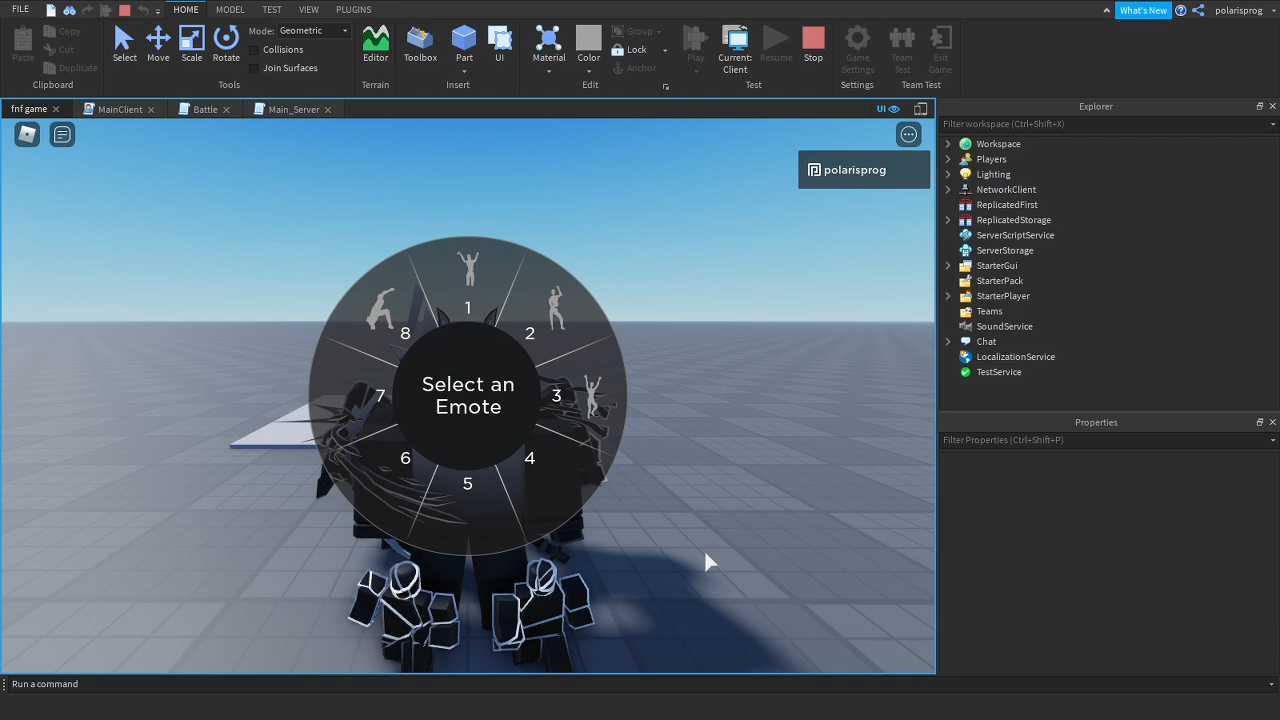 FILE HOME MODEL TEST VIEW PLUGINS What's New polarisprog
Paste Copy Cut Duplicate
Clipboard
Select Move Scale Rotate
Mode: Geometric
Collisions
Join Surfaces
Tools
Editor
Terrain
Toolbox Part UI
Insert
Material Color Group Lock Anchor
Edit
Play Current: Client Resume Stop
Test
Game Settings
Settings
Team Test Exit Game
Team Test
fnf game MainClient Battle Main_Server UI
polarisprog
1
2
3
4
5
6
7
8
Select an
Emote
Explorer
Filter workspace (Ctrl+Shift+X)
Workspace
Players
Lighting
NetworkClient
ReplicatedFirst
ReplicatedStorage
ServerScriptService
ServerStorage
StarterGui
StarterPack
StarterPlayer
Teams
SoundService
Chat
LocalizationService
TestService
Properties
Filter Properties (Ctrl+Shift+P)
Run a command